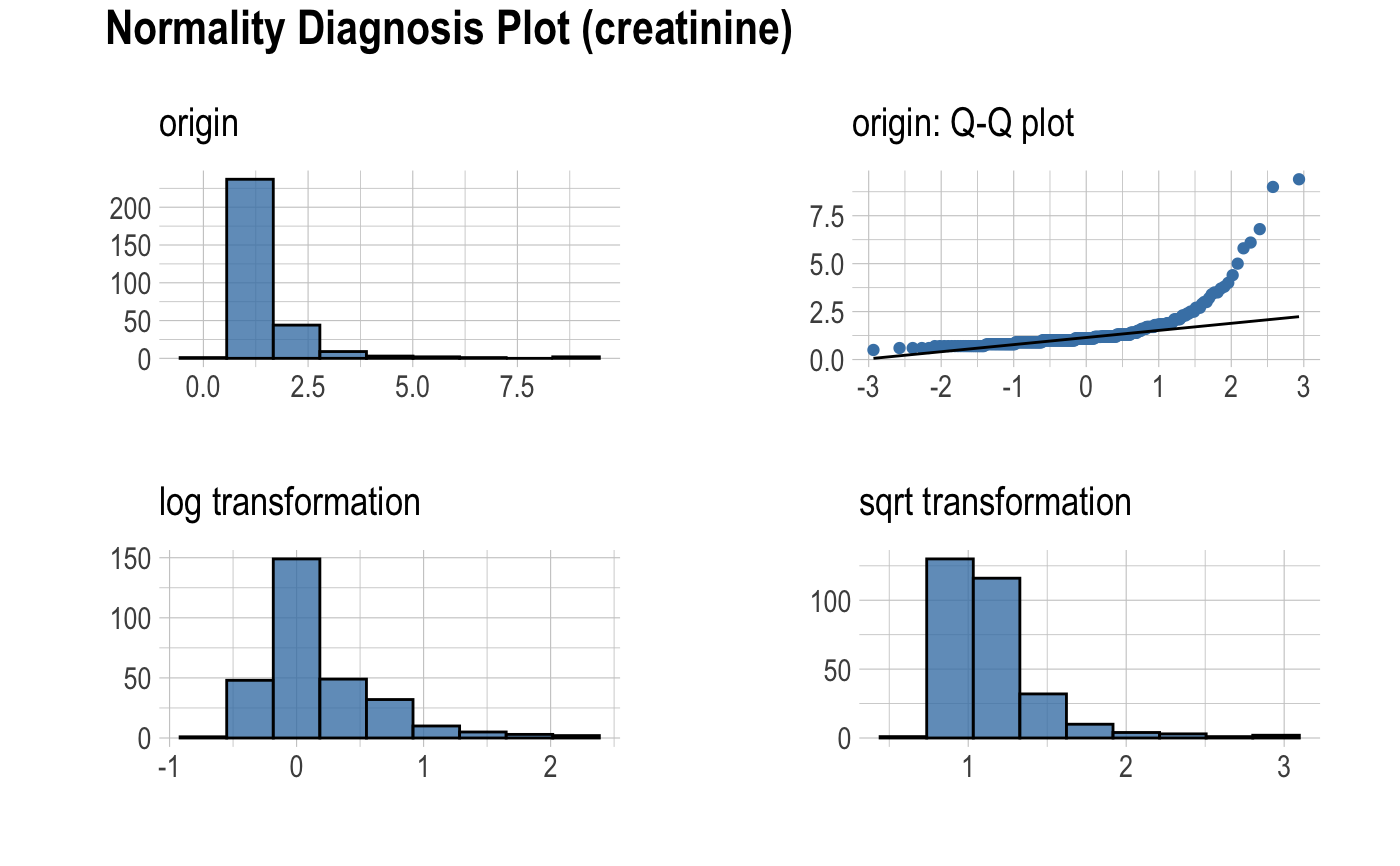 Normality Diagnosis Plot (creatinine)
origin
200
150
100
50
0
0.0 2.5 5.0 7.5
origin: Q-Q plot
7.5
5.0
2.5
0.0
-3 -2 -1 0 1 2 3
log transformation
150
100
50
0
-1 0 1 2
sqrt transformation
100
50
0
1 2 3